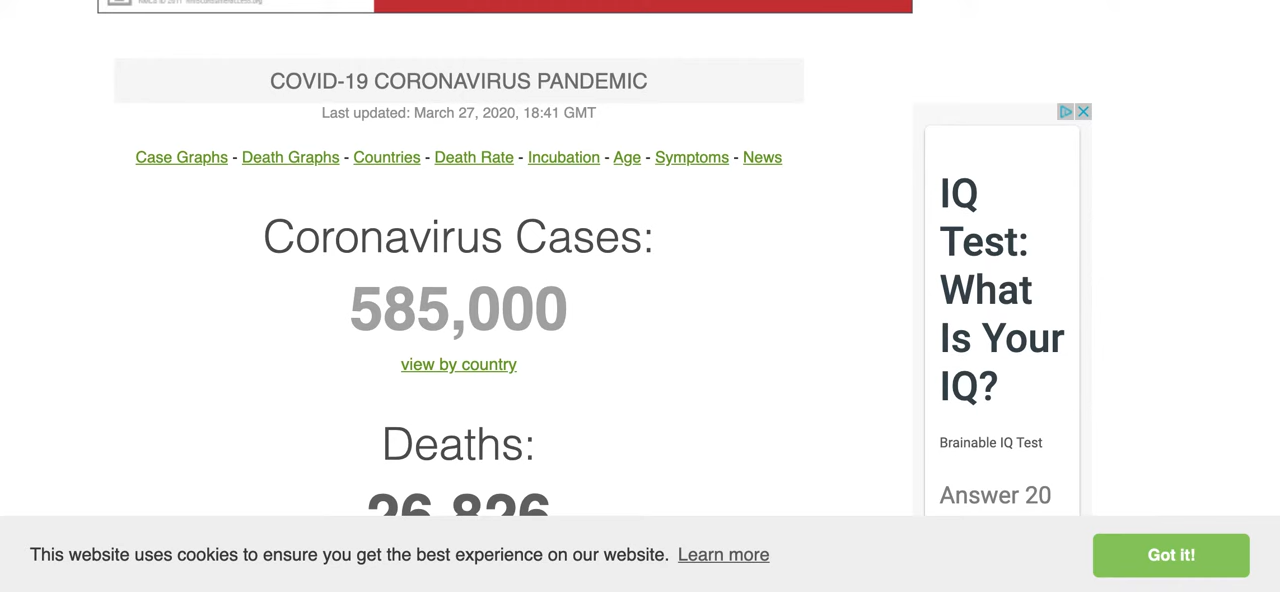 COVID-19 CORONAVIRUS PANDEMIC
Last updated: March 27, 2020, 18:41 GMT
Case Graphs - Death Graphs - Countries - Death Rate - Incubation - Age - Symptoms - News
Coronavirus Cases:
585,000
view by country
Deaths:
26,826
IQ
Test:
What
Is Your
IQ?
Brainable IQ Test
Answer 20
This website uses cookies to ensure you get the best experience on our website. Learn more
Got it!